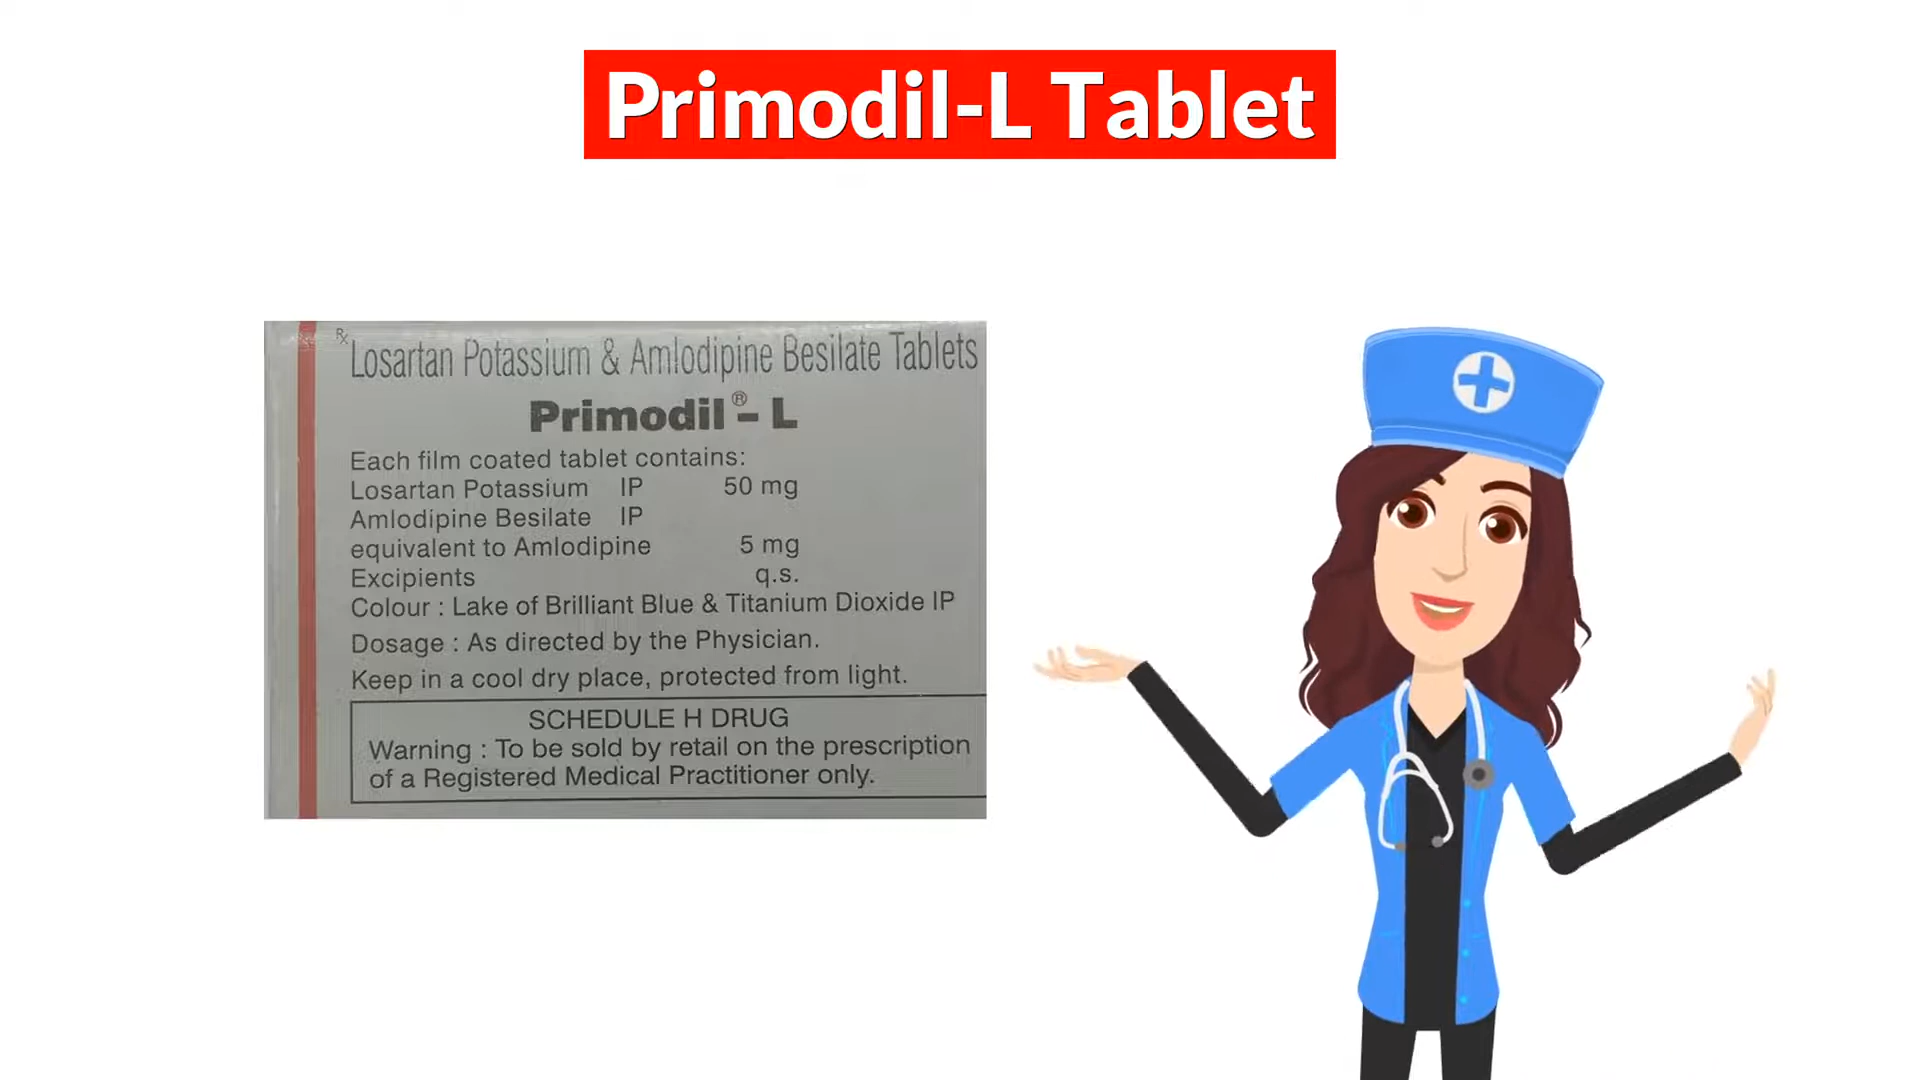 Primodil-L Tablet
Rx
Losartan Potassium & Amlodipine Besilate Tablets
Primodil® - L
Each film coated tablet contains:
Losartan Potassium IP 50 mg
Amlodipine Besilate IP
equivalent to Amlodipine 5 mg
Excipients q.s.
Colour : Lake of Brilliant Blue & Titanium Dioxide IP
Dosage : As directed by the Physician.
Keep in a cool dry place, protected from light.
SCHEDULE H DRUG
Warning : To be sold by retail on the prescription
of a Registered Medical Practitioner only.